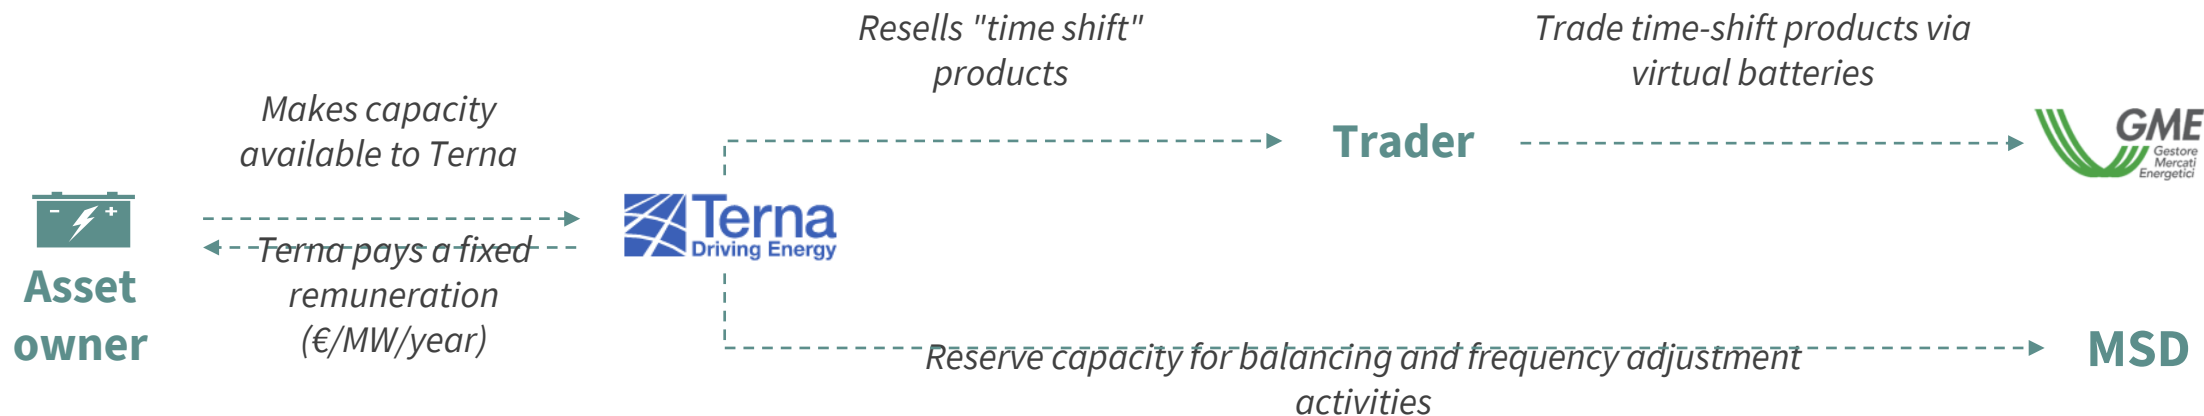 Resells "time shift"
products
Trade time-shift products via
virtual batteries
Makes capacity
available to Terna
Trader
GME
Gestore
Mercati
Energetici
Terna
Driving Energy
Terna pays a fixed
remuneration
(€/MW/year)
Asset
owner
Reserve capacity for balancing and frequency adjustment
activities
MSD